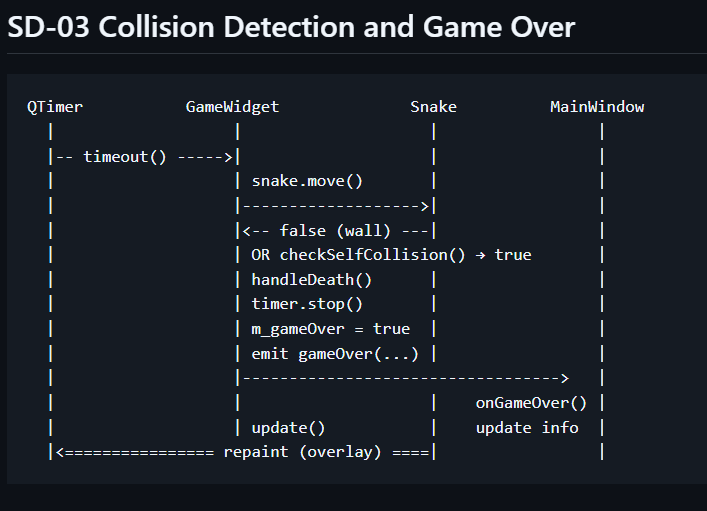 SD-03 Collision Detection and Game Over
QTimer           GameWidget              Snake          MainWindow
  |                   |                    |                 |
  |-- timeout() ----->|                    |                 |
  |                   | snake.move()       |                 |
  |                   |------------------->|                 |
  |                   |<-- false (wall) ---|                 |
  |                   | OR checkSelfCollision() → true       |
  |                   | handleDeath()      |                 |
  |                   | timer.stop()       |                 |
  |                   | m_gameOver = true  |                 |
  |                   | emit gameOver(...) |                 |
  |                   |---------------------------------->   |
  |                   |                    |    onGameOver() |
  |                   | update()           |    update info  |
  |<================ repaint (overlay) ====|                 |